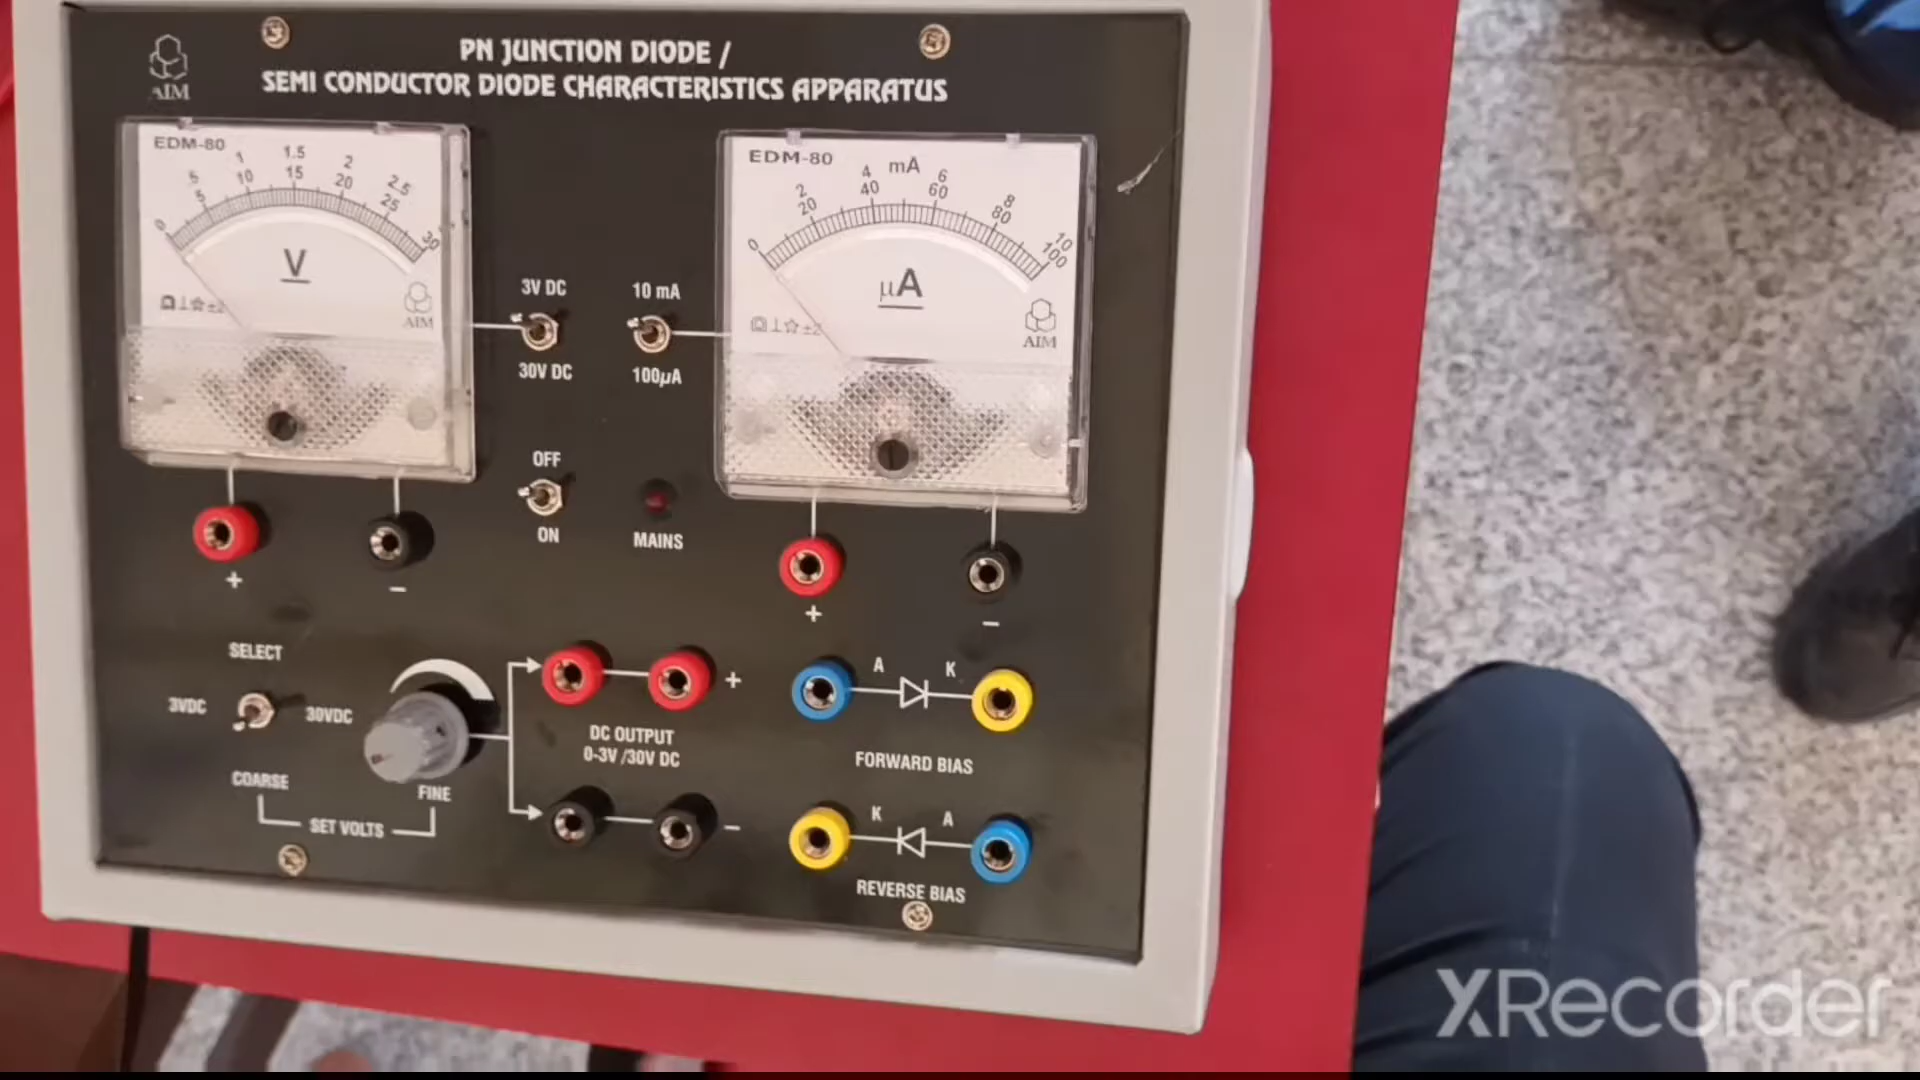 AIM
PN JUNCTION DIODE /
SEMI CONDUCTOR DIODE CHARACTERISTICS APPARATUS
EDM-80
5 1 1.5 2 2.5
0 5 10 15 20 25 30
V
AIM
EDM-80
mA
2 4 6 8 10
0 20 40 60 80 100
µA
AIM
3V DC
30V DC
10 mA
100µA
OFF
ON
MAINS
+ −
+ −
SELECT
3VDC
30VDC
COARSE
FINE
SET VOLTS
+
DC OUTPUT
0-3V /30V DC
−
A K
FORWARD BIAS
K A
REVERSE BIAS
XRecorder